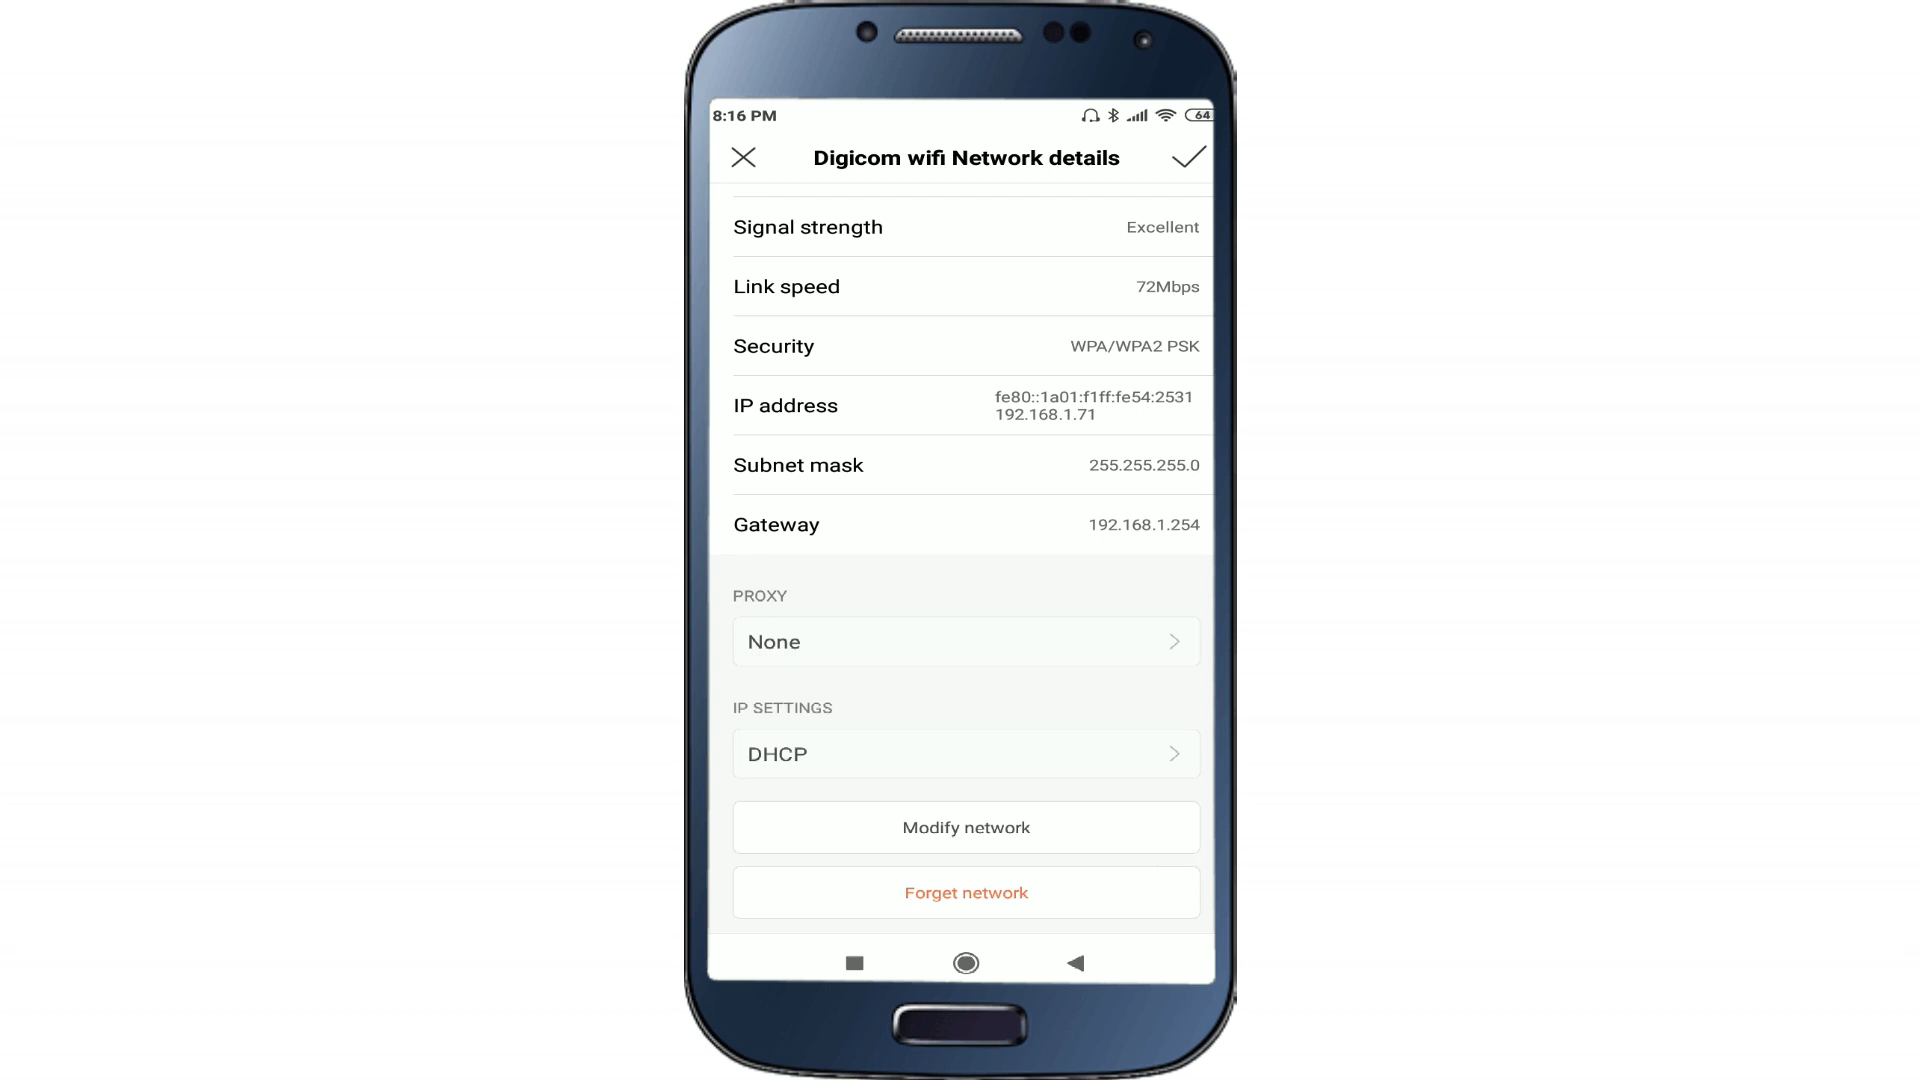 8:16 PM
64
Digicom wifi Network details
Signal strength
Excellent
Link speed
72Mbps
Security
WPA/WPA2 PSK
IP address
fe80::1a01:f1ff:fe54:2531
192.168.1.71
Subnet mask
255.255.255.0
Gateway
192.168.1.254
PROXY
None
IP SETTINGS
DHCP
Modify network
Forget network